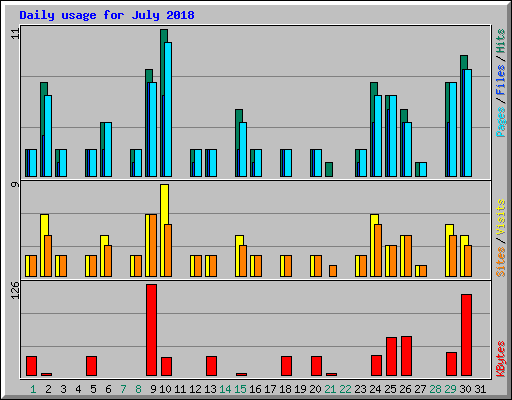 Daily usage for July 2018
11
Pages / Files / Hits
9
Sites / Visits
126
KBytes
1 2 3 4 5 6 7 8 9 10 11 12 13 14 15 16 17 18 19 20 21 22 23 24 25 26 27 28 29 30 31